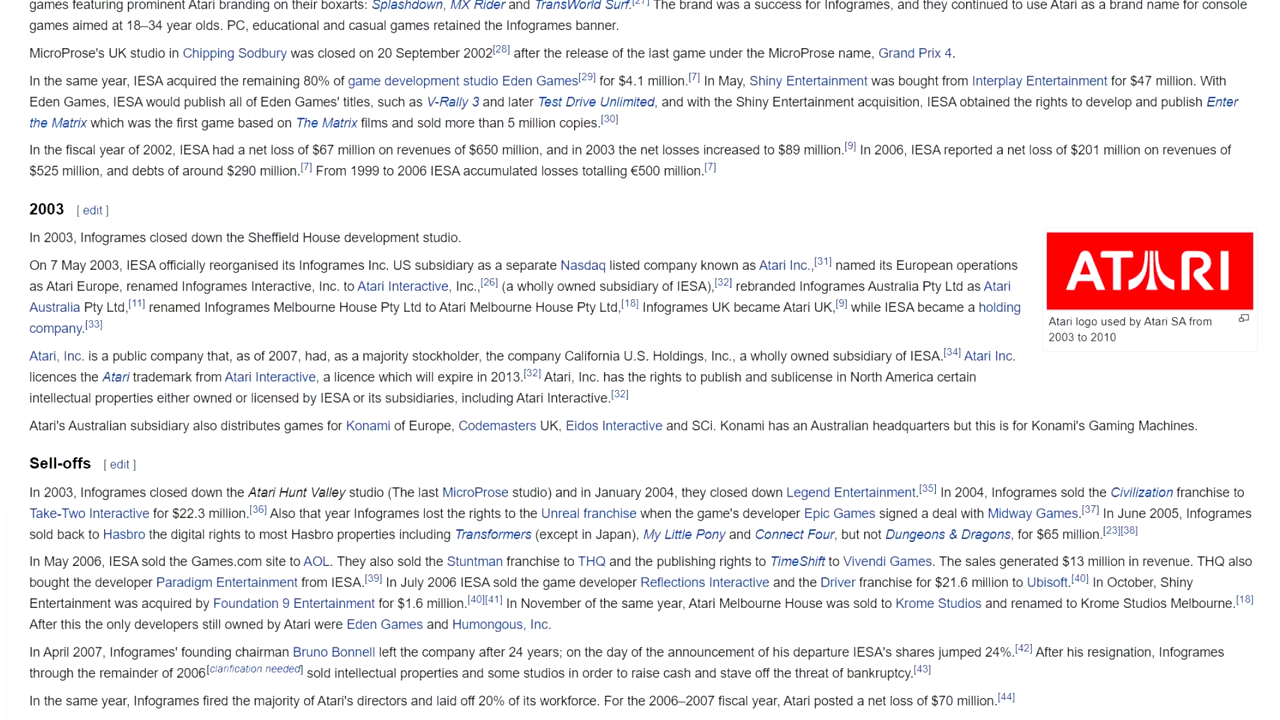 games featuring prominent Atari branding on their boxarts: Splashdown, MX Rider and TransWorld Surf.[27] The brand was a success for Infogrames, and they continued to use Atari as a brand name for console
games aimed at 18–34 year olds. PC, educational and casual games retained the Infogrames banner.
MicroProse's UK studio in Chipping Sodbury was closed on 20 September 2002[28] after the release of the last game under the MicroProse name, Grand Prix 4.
In the same year, IESA acquired the remaining 80% of game development studio Eden Games[29] for $4.1 million.[7] In May, Shiny Entertainment was bought from Interplay Entertainment for $47 million. With
Eden Games, IESA would publish all of Eden Games' titles, such as V-Rally 3 and later Test Drive Unlimited, and with the Shiny Entertainment acquisition, IESA obtained the rights to develop and publish Enter
the Matrix which was the first game based on The Matrix films and sold more than 5 million copies.[30]
In the fiscal year of 2002, IESA had a net loss of $67 million on revenues of $650 million, and in 2003 the net losses increased to $89 million.[9] In 2006, IESA reported a net loss of $201 million on revenues of
$525 million, and debts of around $290 million.[7] From 1999 to 2006 IESA accumulated losses totalling €500 million.[7]
2003 [ edit ]
In 2003, Infogrames closed down the Sheffield House development studio.
On 7 May 2003, IESA officially reorganised its Infogrames Inc. US subsidiary as a separate Nasdaq listed company known as Atari Inc.,[31] named its European operations
as Atari Europe, renamed Infogrames Interactive, Inc. to Atari Interactive, Inc.,[26] (a wholly owned subsidiary of IESA),[32] rebranded Infogrames Australia Pty Ltd as Atari
Australia Pty Ltd,[11] renamed Infogrames Melbourne House Pty Ltd to Atari Melbourne House Pty Ltd,[18] Infogrames UK became Atari UK,[9] while IESA became a holding
company.[33]
ATARI
Atari logo used by Atari SA from
2003 to 2010
Atari, Inc. is a public company that, as of 2007, had, as a majority stockholder, the company California U.S. Holdings, Inc., a wholly owned subsidiary of IESA.[34] Atari Inc.
licences the Atari trademark from Atari Interactive, a licence which will expire in 2013.[32] Atari, Inc. has the rights to publish and sublicense in North America certain
intellectual properties either owned or licensed by IESA or its subsidiaries, including Atari Interactive.[32]
Atari's Australian subsidiary also distributes games for Konami of Europe, Codemasters UK, Eidos Interactive and SCi. Konami has an Australian headquarters but this is for Konami's Gaming Machines.
Sell-offs [ edit ]
In 2003, Infogrames closed down the Atari Hunt Valley studio (The last MicroProse studio) and in January 2004, they closed down Legend Entertainment.[35] In 2004, Infogrames sold the Civilization franchise to
Take-Two Interactive for $22.3 million.[36] Also that year Infogrames lost the rights to the Unreal franchise when the game's developer Epic Games signed a deal with Midway Games.[37] In June 2005, Infogrames
sold back to Hasbro the digital rights to most Hasbro properties including Transformers (except in Japan), My Little Pony and Connect Four, but not Dungeons & Dragons, for $65 million.[23][38]
In May 2006, IESA sold the Games.com site to AOL. They also sold the Stuntman franchise to THQ and the publishing rights to TimeShift to Vivendi Games. The sales generated $13 million in revenue. THQ also
bought the developer Paradigm Entertainment from IESA.[39] In July 2006 IESA sold the game developer Reflections Interactive and the Driver franchise for $21.6 million to Ubisoft.[40] In October, Shiny
Entertainment was acquired by Foundation 9 Entertainment for $1.6 million.[40][41] In November of the same year, Atari Melbourne House was sold to Krome Studios and renamed to Krome Studios Melbourne.[18]
After this the only developers still owned by Atari were Eden Games and Humongous, Inc.
In April 2007, Infogrames' founding chairman Bruno Bonnell left the company after 24 years; on the day of the announcement of his departure IESA's shares jumped 24%.[42] After his resignation, Infogrames
through the remainder of 2006[clarification needed] sold intellectual properties and some studios in order to raise cash and stave off the threat of bankruptcy.[43]
In the same year, Infogrames fired the majority of Atari's directors and laid off 20% of its workforce. For the 2006–2007 fiscal year, Atari posted a net loss of $70 million.[44]